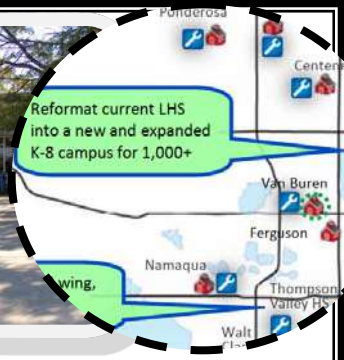 Ponderosa
Center
Reformat current LHS
into a new and expanded
K-8 campus for 1,000+
Van Buren
Ferguson
Namaqua
wing,
Thompson
Valley HS
Walt